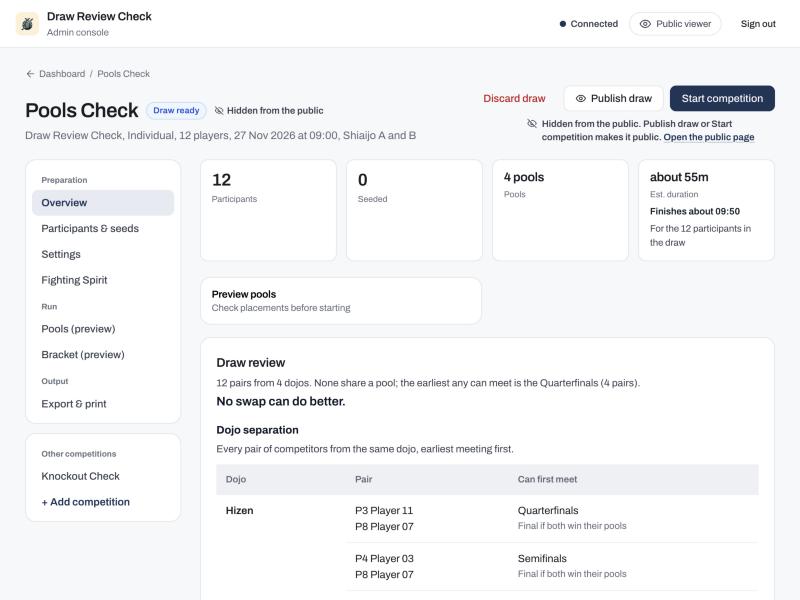 Draw Review Check
Admin console
Connected
Public viewer
Sign out
Dashboard / Pools Check
Pools Check
Draw ready
Hidden from the public
Discard draw
Publish draw
Start competition
Hidden from the public. Publish draw or Start
competition makes it public. Open the public page
Draw Review Check, Individual, 12 players, 27 Nov 2026 at 09:00, Shiaijo A and B
Preparation
Overview
Participants & seeds
Settings
Fighting Spirit
Run
Pools (preview)
Bracket (preview)
Output
Export & print
Other competitions
Knockout Check
+ Add competition
12
Participants
0
Seeded
4 pools
Pools
about 55m
Est. duration
Finishes about 09:50
For the 12 participants in
the draw
Preview pools
Check placements before starting
Draw review
12 pairs from 4 dojos. None share a pool; the earliest any can meet is the Quarterfinals (4 pairs).
No swap can do better.
Dojo separation
Every pair of competitors from the same dojo, earliest meeting first.
Dojo Pair Can first meet
Hizen P3 Player 11 Quarterfinals
P8 Player 07 Final if both win their pools
P4 Player 03 Semifinals
P8 Player 07 Final if both win their pools